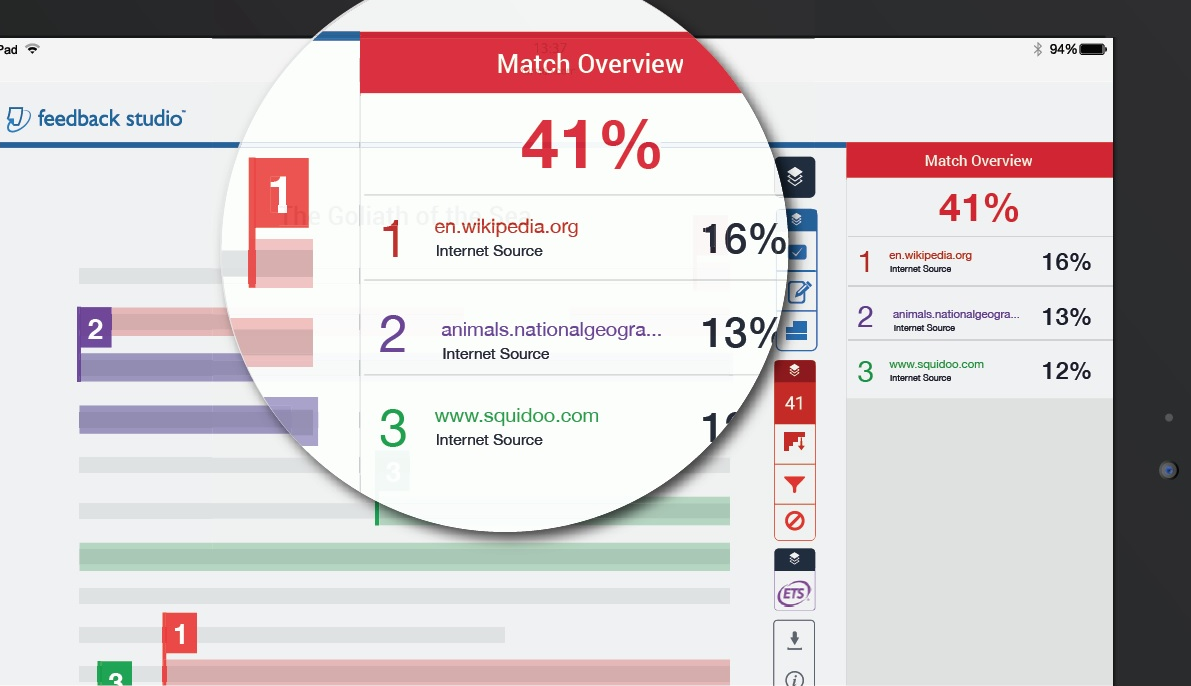 Pad
13:37
94%
feedback studio™
Match Overview
41%
1 en.wikipedia.org 16%
Internet Source
2 animals.nationalgeogra... 13%
Internet Source
3 www.squidoo.com
Internet Source
1
The Goliath of the Sea
2
3
1
3
41
ETS
Match Overview
41%
1 en.wikipedia.org 16%
Internet Source
2 animals.nationalgeogra... 13%
Internet Source
3 www.squidoo.com 12%
Internet Source